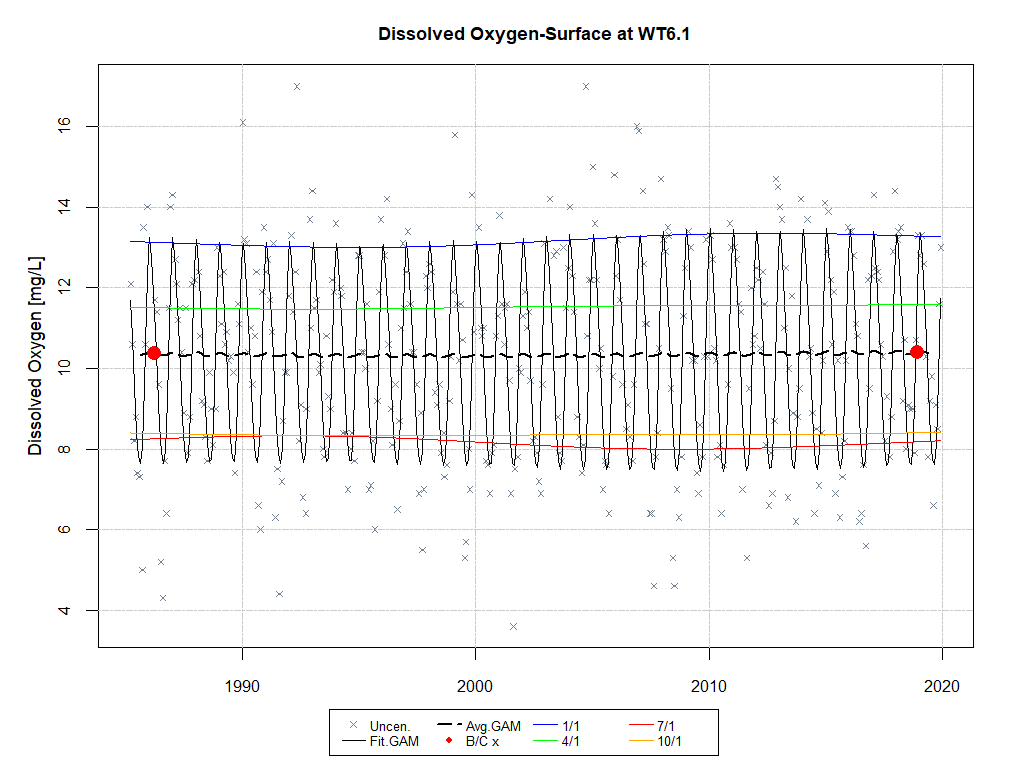 Dissolved Oxygen-Surface at WT6.1
Dissolved Oxygen [mg/L]
16
14
12
10
8
6
4
1990
2000
2010
2020
Uncen.
Avg.GAM
1/1
7/1
Fit.GAM
B/C x
4/1
10/1